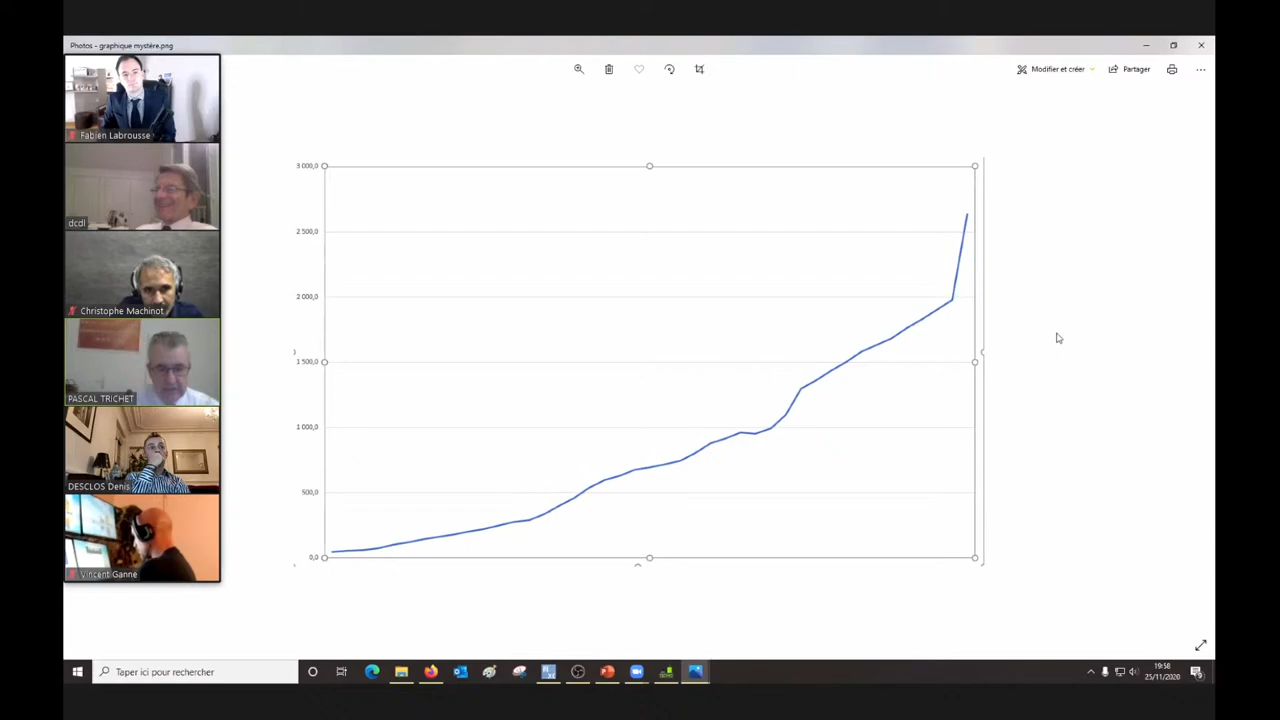 Photos - graphique mystère.png
Modifier et créer
Partager
Fabien Labrousse
dcdl
Christophe Machinot
PASCAL TRICHET
DESCLOS Denis
Vincent Ganne
3 000,0
2 500,0
2 000,0
1 500,0
1 000,0
500,0
0,0
Taper ici pour rechercher
19:58
25/11/2020